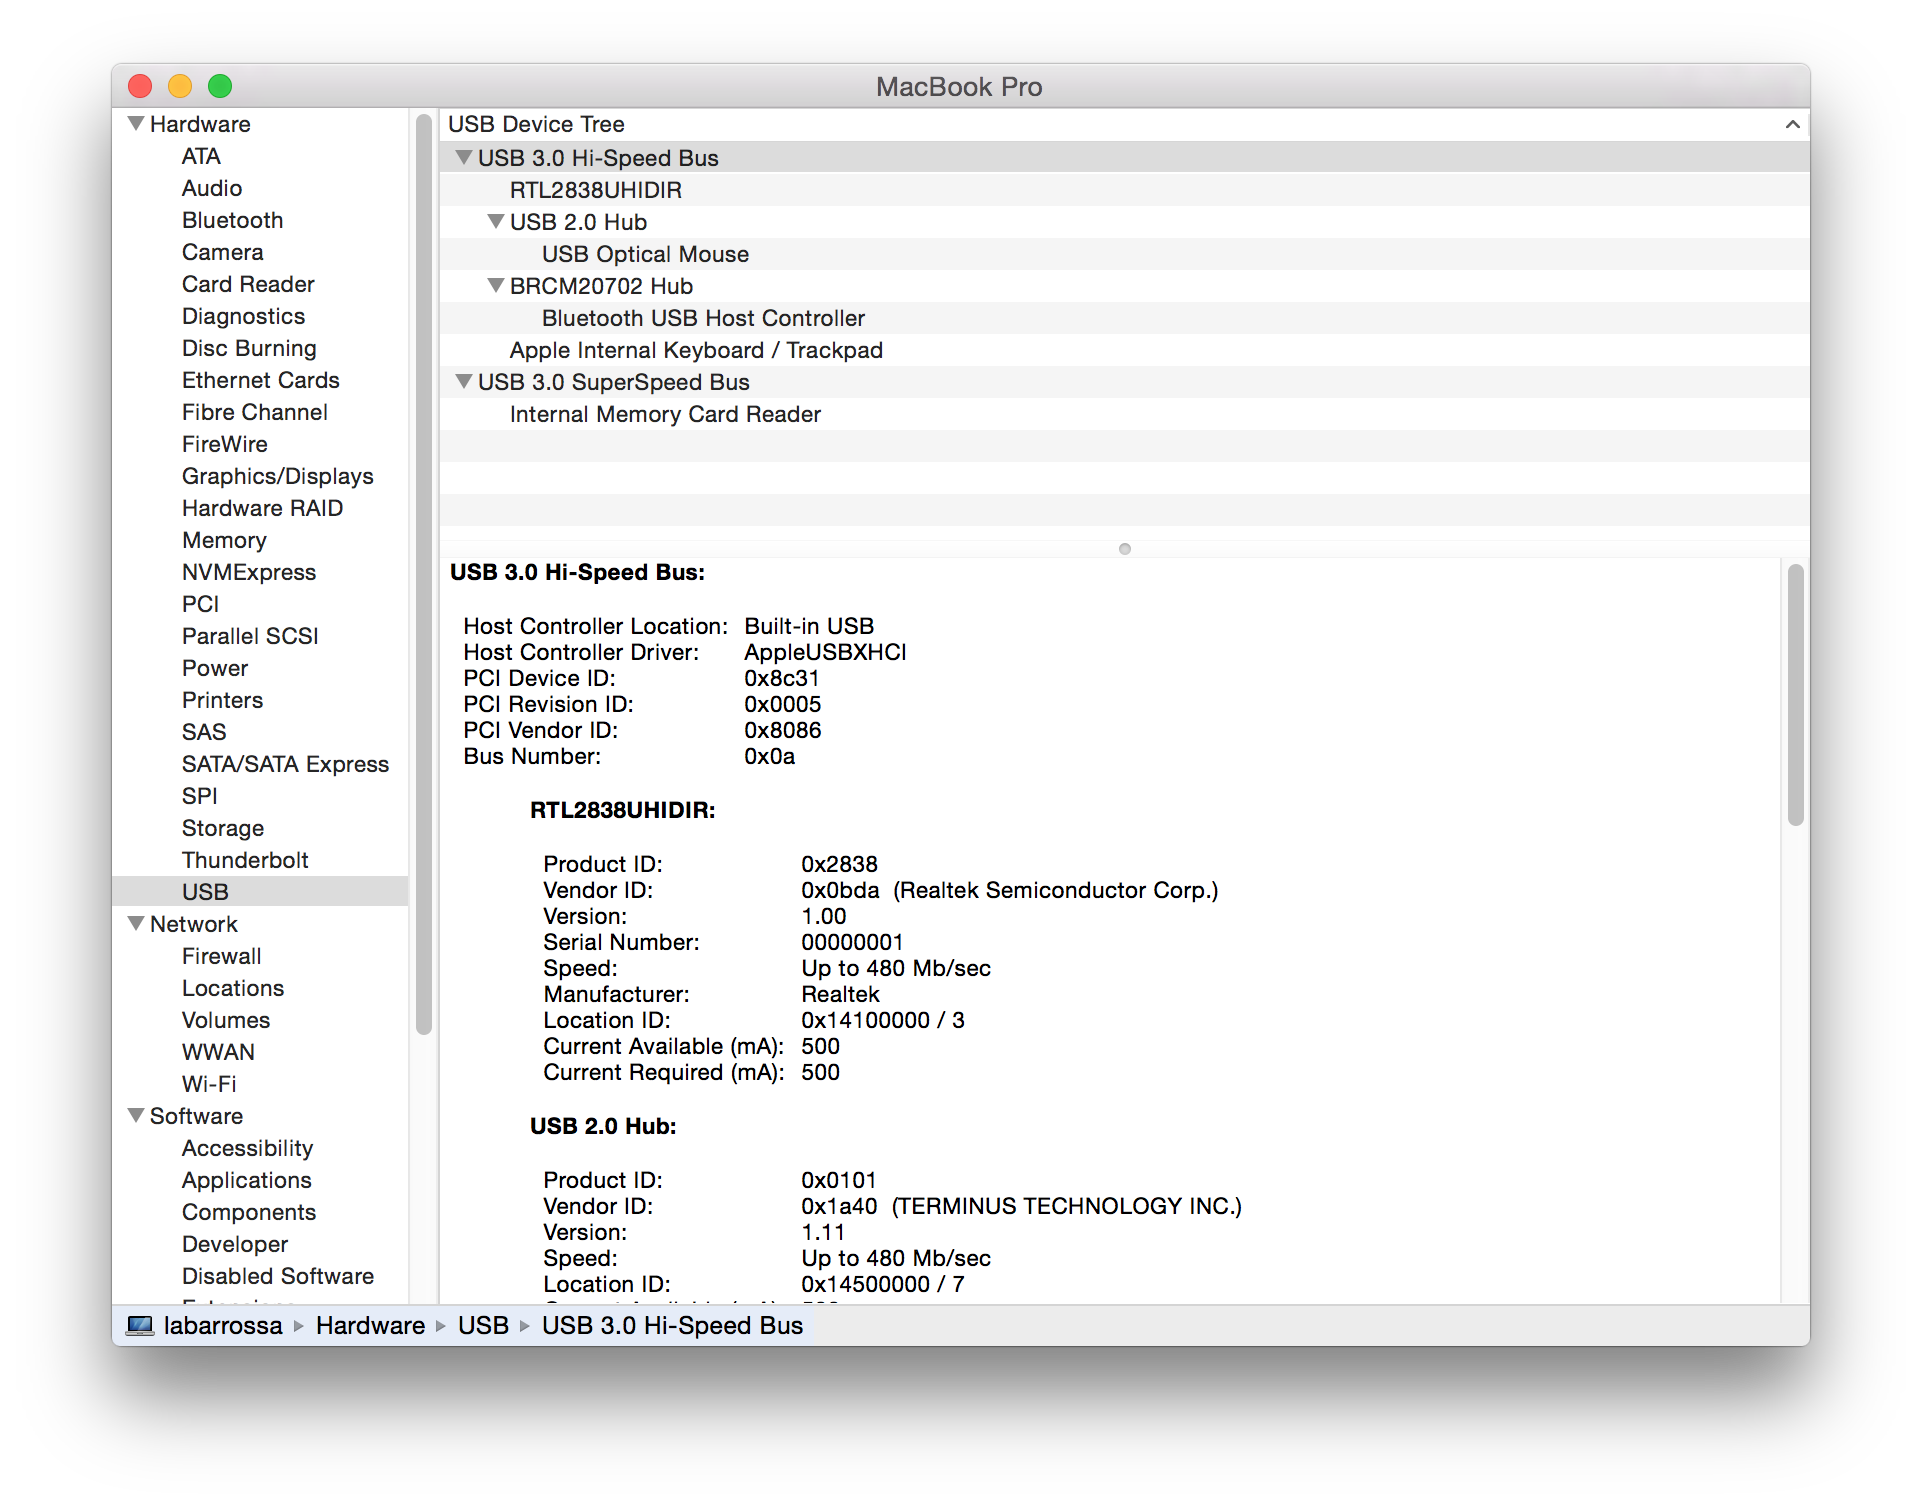 MacBook Pro
Hardware
ATA
Audio
Bluetooth
Camera
Card Reader
Diagnostics
Disc Burning
Ethernet Cards
Fibre Channel
FireWire
Graphics/Displays
Hardware RAID
Memory
NVMExpress
PCI
Parallel SCSI
Power
Printers
SAS
SATA/SATA Express
SPI
Storage
Thunderbolt
USB
Network
Firewall
Locations
Volumes
WWAN
Wi-Fi
Software
Accessibility
Applications
Components
Developer
Disabled Software
USB Device Tree
USB 3.0 Hi-Speed Bus
RTL2838UHIDIR
USB 2.0 Hub
USB Optical Mouse
BRCM20702 Hub
Bluetooth USB Host Controller
Apple Internal Keyboard / Trackpad
USB 3.0 SuperSpeed Bus
Internal Memory Card Reader
USB 3.0 Hi-Speed Bus:
Host Controller Location: Built-in USB
Host Controller Driver: AppleUSBXHCI
PCI Device ID: 0x8c31
PCI Revision ID: 0x0005
PCI Vendor ID: 0x8086
Bus Number: 0x0a
RTL2838UHIDIR:
Product ID: 0x2838
Vendor ID: 0x0bda (Realtek Semiconductor Corp.)
Version: 1.00
Serial Number: 00000001
Speed: Up to 480 Mb/sec
Manufacturer: Realtek
Location ID: 0x14100000 / 3
Current Available (mA): 500
Current Required (mA): 500
USB 2.0 Hub:
Product ID: 0x0101
Vendor ID: 0x1a40 (TERMINUS TECHNOLOGY INC.)
Version: 1.11
Speed: Up to 480 Mb/sec
Location ID: 0x14500000 / 7
labarrossa Hardware USB USB 3.0 Hi-Speed Bus